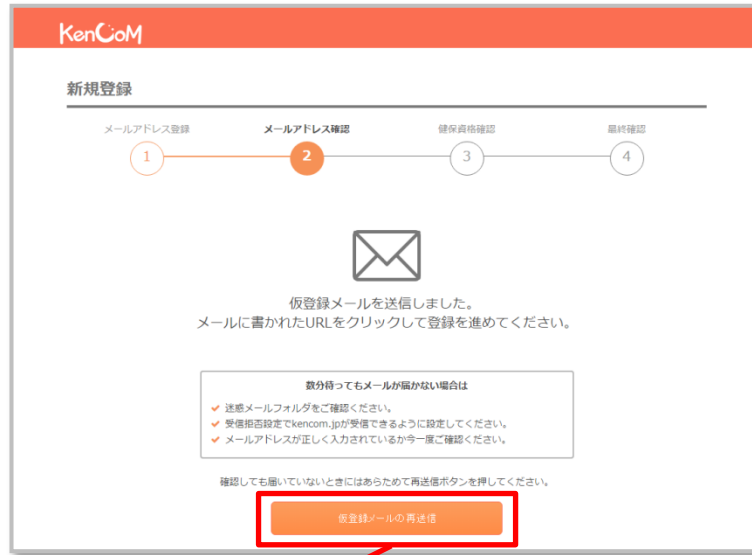 KenCoM
新規登録
メールアドレス登録 メールアドレス確認 健保資格確認 最終確認
1 2 3 4
仮登録メールを送信しました。
メールに書かれたURLをクリックして登録を進めてください。
数分待ってもメールが届かない場合は
迷惑メールフォルダをご確認ください。
受信拒否設定でkencom.jpが受信できるように設定してください。
メールアドレスが正しく入力されているか今一度ご確認ください。
確認しても届いていないときにはあらためて再送信ボタンを押してください。
仮登録メールの再送信